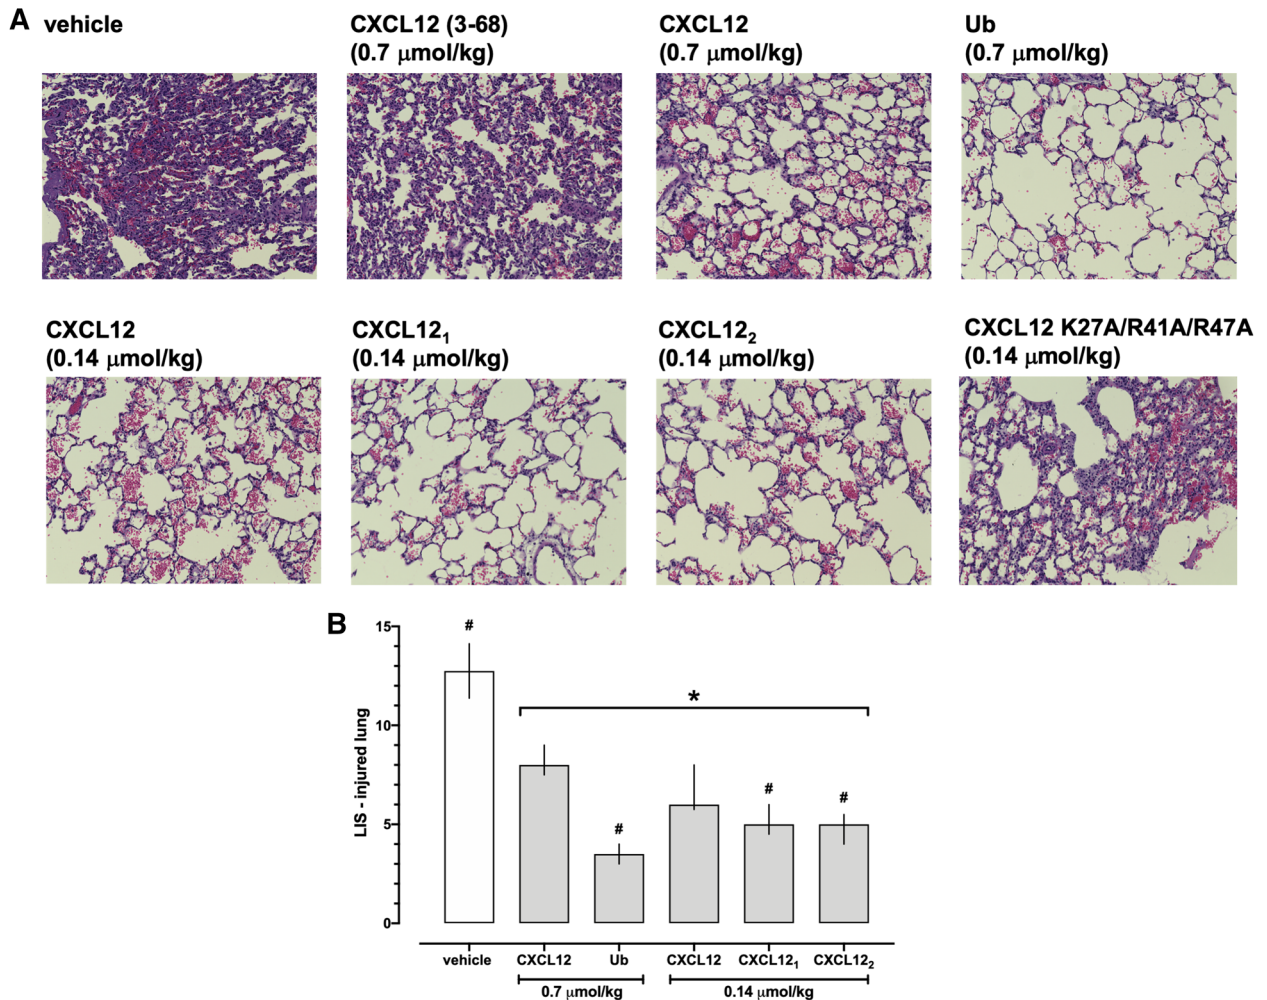 A vehicle
CXCL12 (3-68)
(0.7 μmol/kg)
CXCL12
(0.7 μmol/kg)
Ub
(0.7 μmol/kg)
CXCL12
(0.14 μmol/kg)
CXCL12₁
(0.14 μmol/kg)
CXCL12₂
(0.14 μmol/kg)
CXCL12 K27A/R41A/R47A
(0.14 μmol/kg)
B
LIS - injured lung
15
10
5
0
#
*
#
#
#
vehicle CXCL12 Ub CXCL12 CXCL12₁ CXCL12₂
0.7 μmol/kg 0.14 μmol/kg